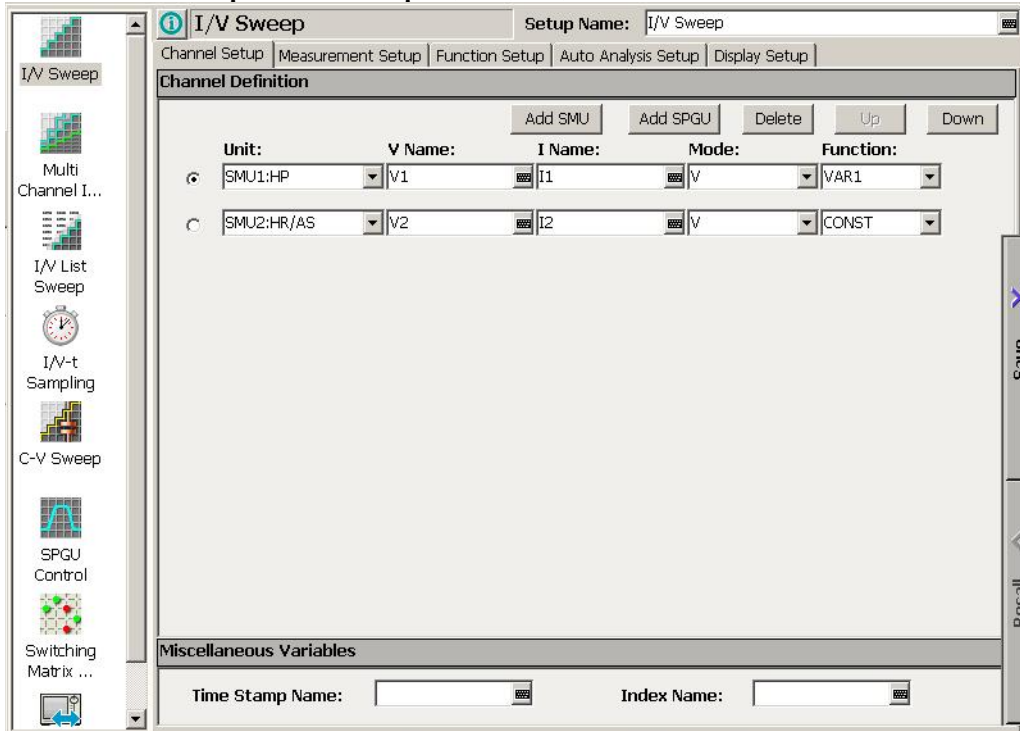 I/V Sweep
Setup Name: I/V Sweep
Channel Setup Measurement Setup Function Setup Auto Analysis Setup Display Setup
Channel Definition
Add SMU Add SPGU Delete Up Down
Unit: V Name: I Name: Mode: Function:
SMU1:HP V1 I1 V VAR1
SMU2:HR/AS V2 I2 V CONST
Miscellaneous Variables
Time Stamp Name: Index Name:
I/V Sweep
Multi
Channel I...
I/V List
Sweep
I/V-t
Sampling
C-V Sweep
SPGU
Control
Switching
Matrix ...
Recall